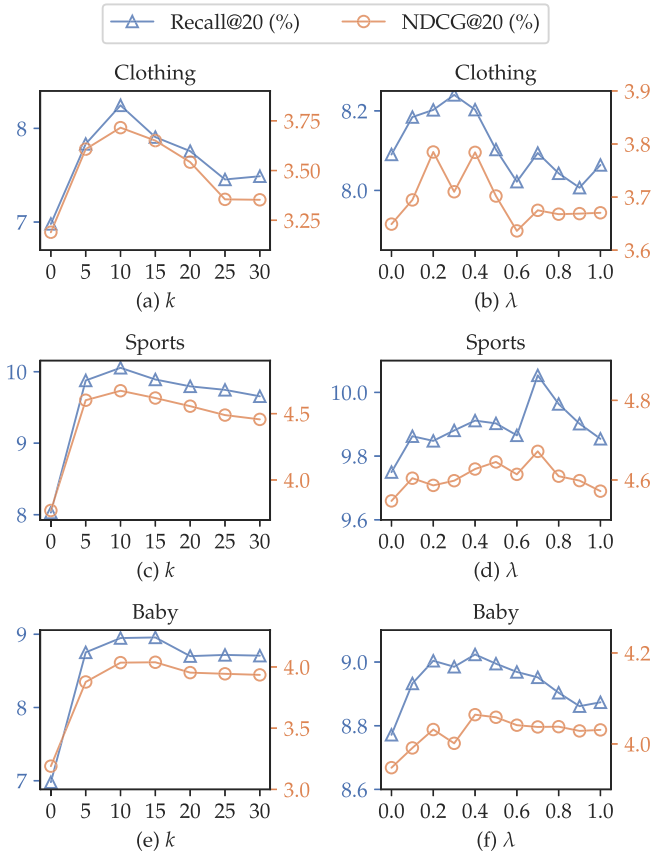 Recall@20 (%) NDCG@20 (%)
Clothing
8
7
3.75
3.50
3.25
0 5 10 15 20 25 30
(a) k
Clothing
8.2
8.0
3.9
3.8
3.7
3.6
0.0 0.2 0.4 0.6 0.8 1.0
(b) λ
Sports
10
9
8
4.5
4.0
0 5 10 15 20 25 30
(c) k
Sports
10.0
9.8
9.6
4.8
4.6
0.0 0.2 0.4 0.6 0.8 1.0
(d) λ
Baby
9
8
7
4.0
3.5
3.0
0 5 10 15 20 25 30
(e) k
Baby
9.0
8.8
8.6
4.2
4.0
0.0 0.2 0.4 0.6 0.8 1.0
(f) λ